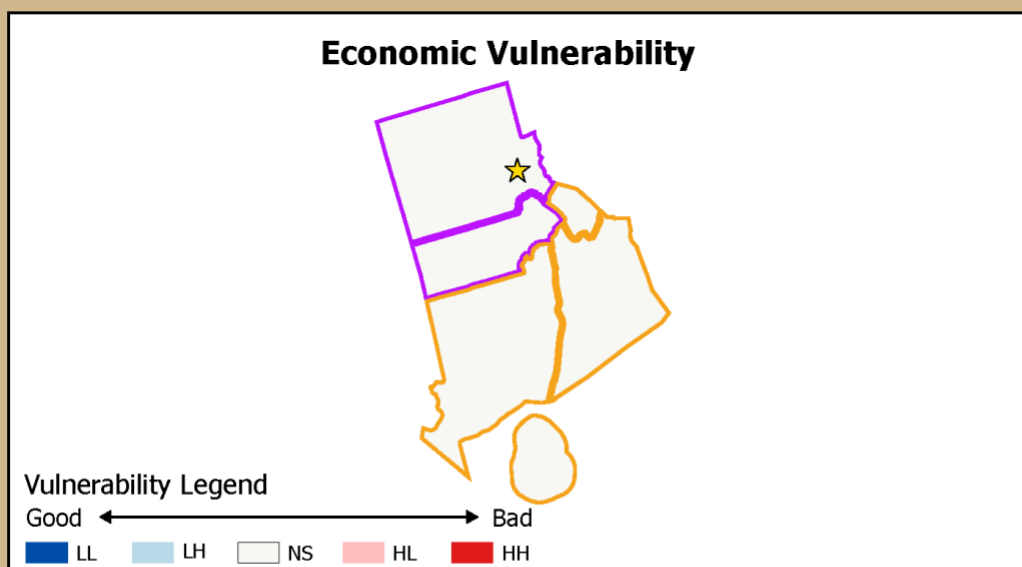 Economic Vulnerability
Vulnerability Legend
Good Bad
LL LH NS HL HH